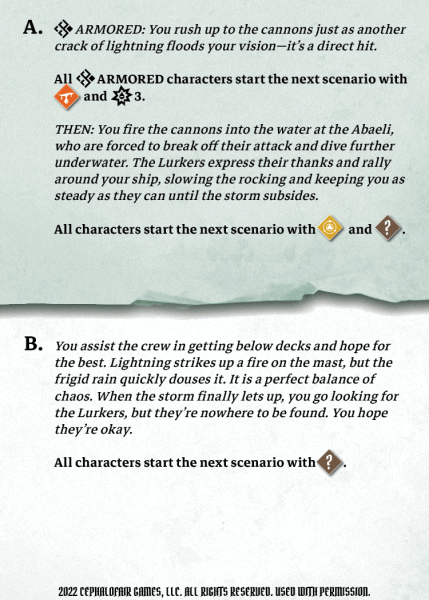 A. ARMORED: You rush up to the cannons just as another
crack of lightning floods your vision—it's a direct hit.
All ARMORED characters start the next scenario with
and 3.
THEN: You fire the cannons into the water at the Abaeli,
who are forced to break off their attack and dive further
underwater. The Lurkers express their thanks and rally
around your ship, slowing the rocking and keeping you as
steady as they can until the storm subsides.
All characters start the next scenario with and ? .
B. You assist the crew in getting below decks and hope for
the best. Lightning strikes up a fire on the mast, but the
frigid rain quickly douses it. It is a perfect balance of
chaos. When the storm finally lets up, you go looking for
the Lurkers, but they're nowhere to be found. You hope
they're okay.
All characters start the next scenario with ? .
2022 CEPHALOFAIR GAMES, LLC. ALL RIGHTS RESERVED. USED WITH PERMISSION.